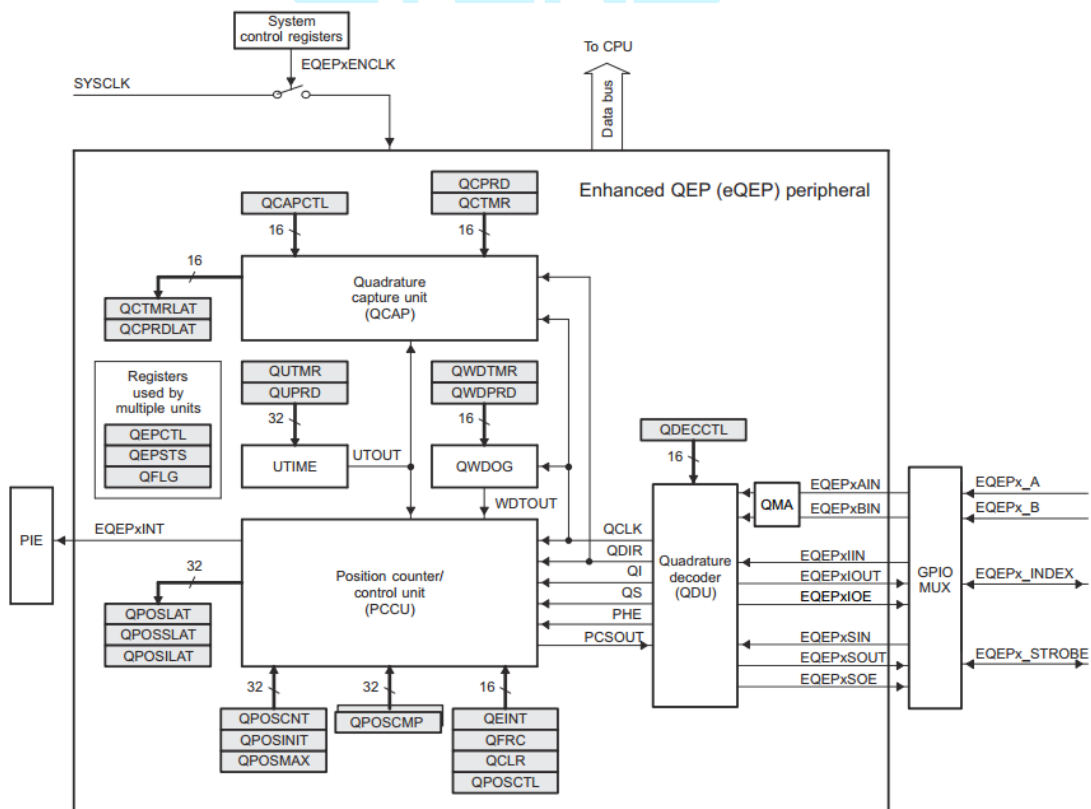 System
control registers
To CPU
EQEPxENCLK
SYSCLK
Data bus
Enhanced QEP (eQEP) peripheral
QCPRD
QCAPCTL
QCTMR
16
16
16
Quadrature
capture unit
(QCAP)
QCTMRLAT
QCPRDLAT
Registers
used by
multiple units
QEPCTL
QEPSTS
QFLG
QUTMR
QUPRD
32
QWDTMR
QWDPRD
16
UTIME
UTOUT
QWDOG
WDTOUT
QDECCTL
16
EQEPxAIN
EQEPxBIN
QMA
EQEPx_A
EQEPx_B
PIE
EQEPxINT
QCLK
QDIR
QI
QS
PHE
PCSOUT
Position counter/
control unit
(PCCU)
Quadrature
decoder
(QDU)
EQEPxIIN
EQEPxIOUT
EQEPxIOE
EQEPxSIN
EQEPxSOUT
EQEPxSOE
GPIO
MUX
EQEPx_INDEX
EQEPx_STROBE
32
QPOSLAT
QPOSSLAT
QPOSILAT
32
32
16
QPOSCNT
QPOSINIT
QPOSMAX
QPOSCMP
QEINT
QFRC
QCLR
QPOSCTL